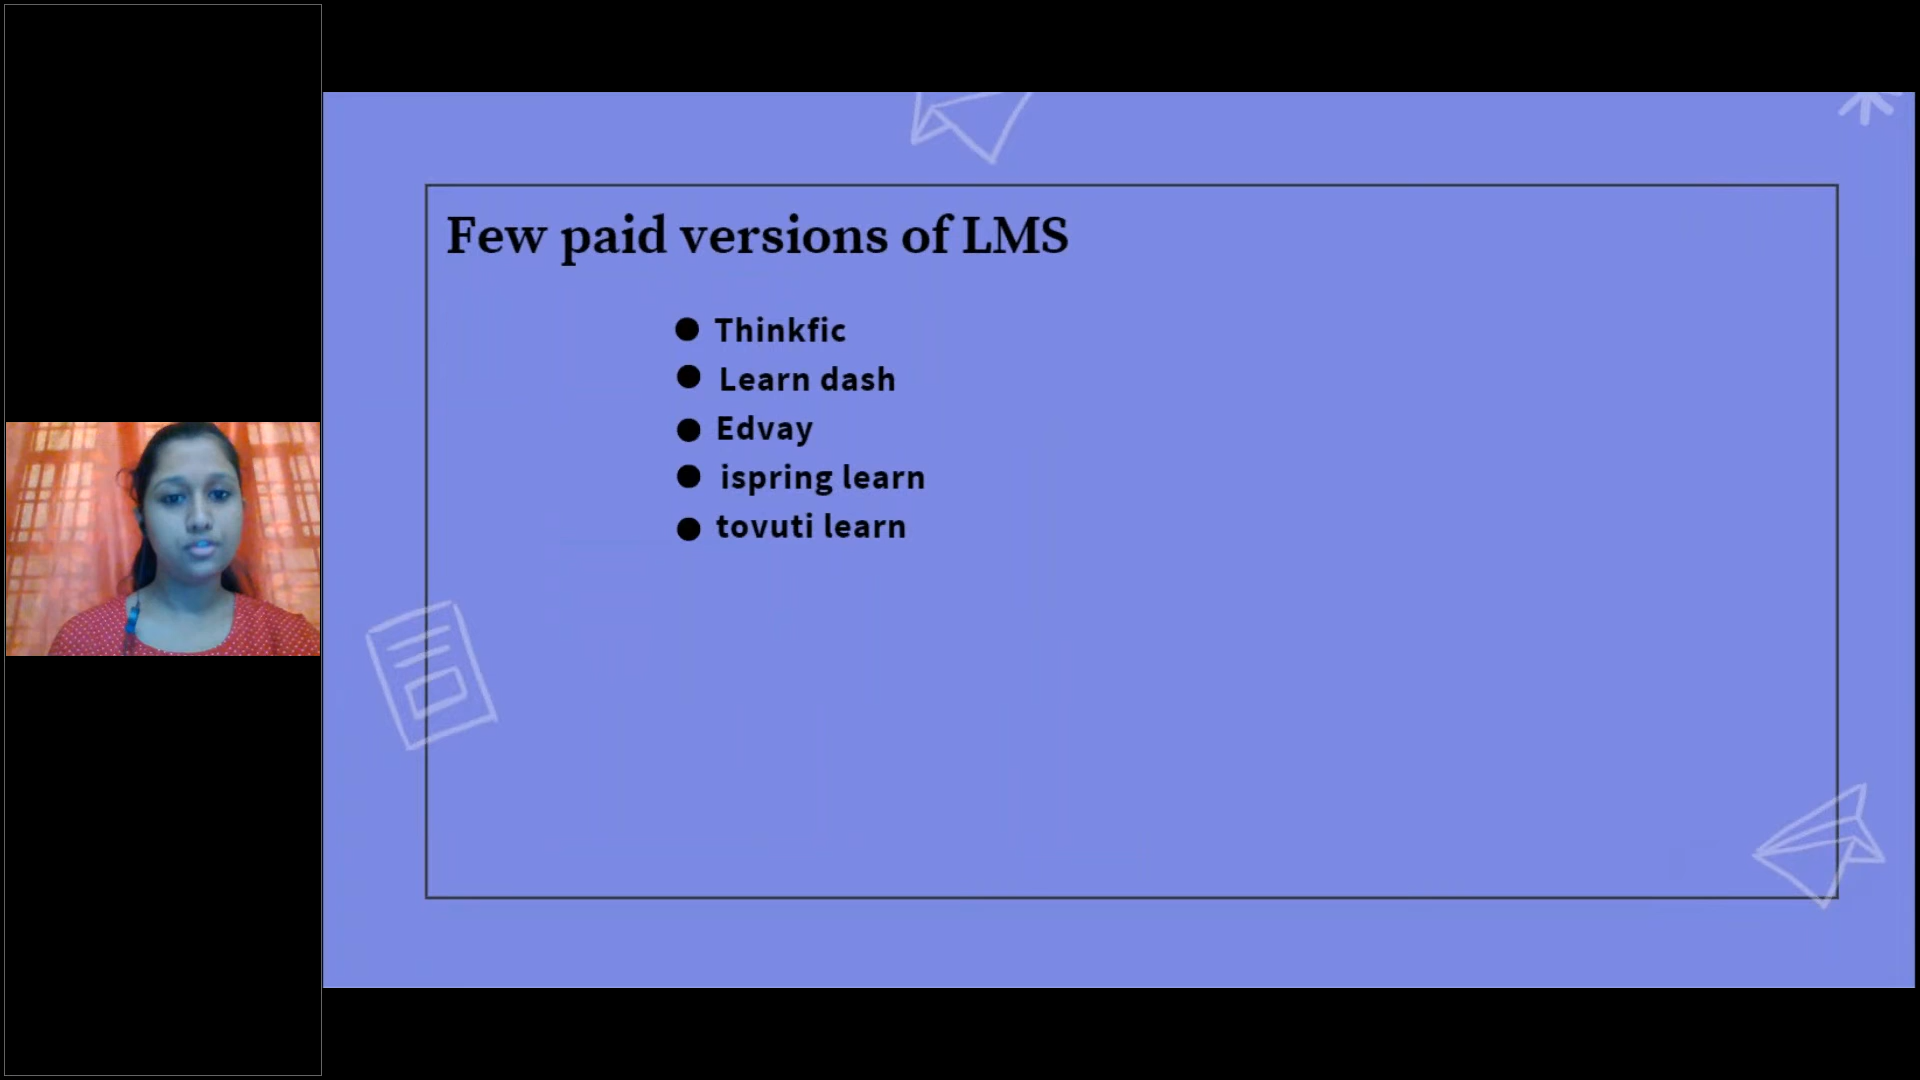 Few paid versions of LMS
Thinkfic
Learn dash
Edvay
ispring learn
tovuti learn